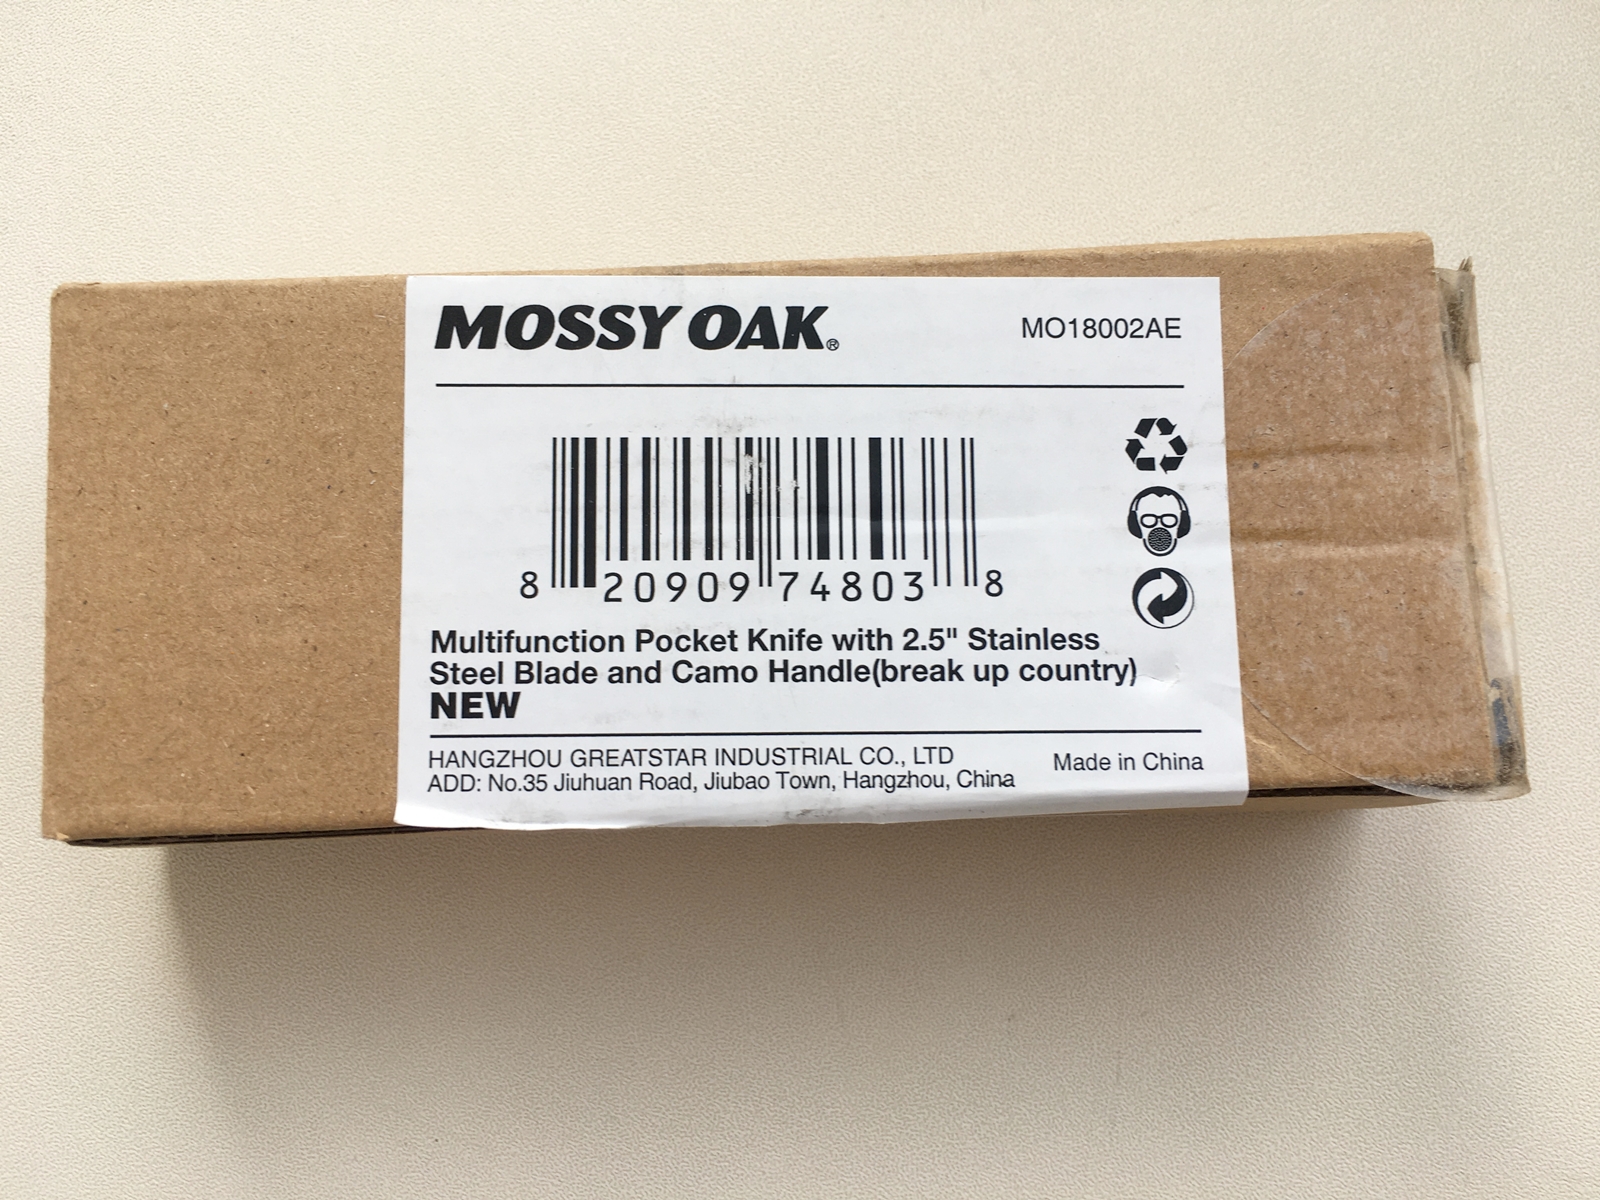 MOSSY OAK®
MO18002AE
8 20909 74803 8
Multifunction Pocket Knife with 2.5" Stainless
Steel Blade and Camo Handle(break up country)
NEW
HANGZHOU GREATSTAR INDUSTRIAL CO., LTD
Made in China
ADD: No.35 Jiuhuan Road, Jiubao Town, Hangzhou, China